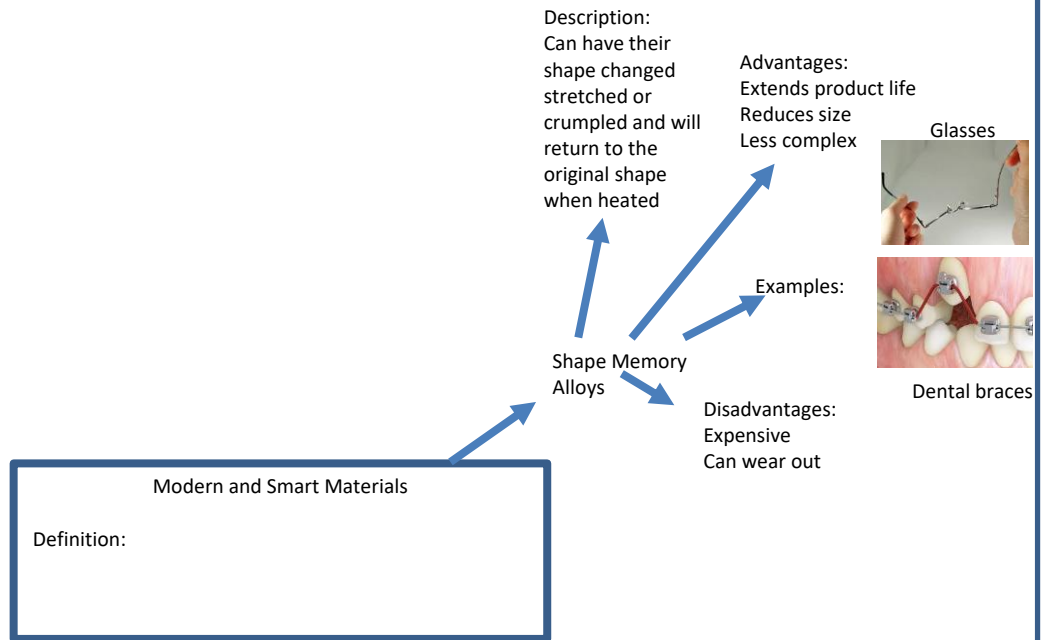 Description:
Can have their
shape changed
stretched or
crumpled and will
return to the
original shape
when heated
Advantages:
Extends product life
Reduces size
Less complex
Glasses
Examples:
Dental braces
Shape Memory
Alloys
Disadvantages:
Expensive
Can wear out
Modern and Smart Materials
Definition: